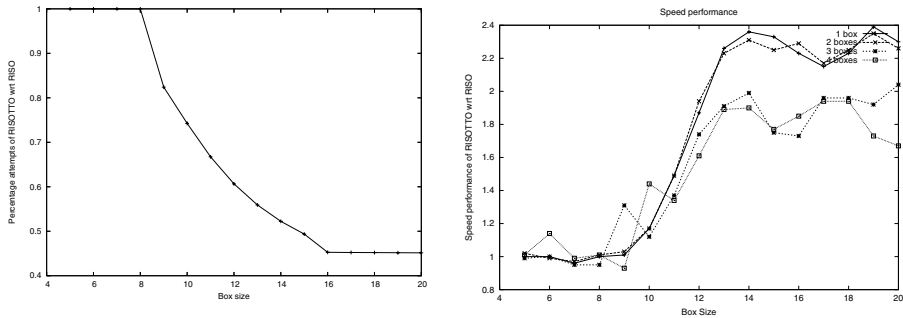 1
0.9
0.8
0.7
0.6
0.5
0.4
4 6 8 10 12 14 16 18 20
Box size
Percentage attempts of RISOTTO wrt RISO
Speed performance
2.4
2.2
2
1.8
1.6
1.4
1.2
1
0.8
4 6 8 10 12 14 16 18 20
Box Size
Speed performance of RISOTTO wrt RISO
1 box
2 boxes
3 boxes
4 boxes